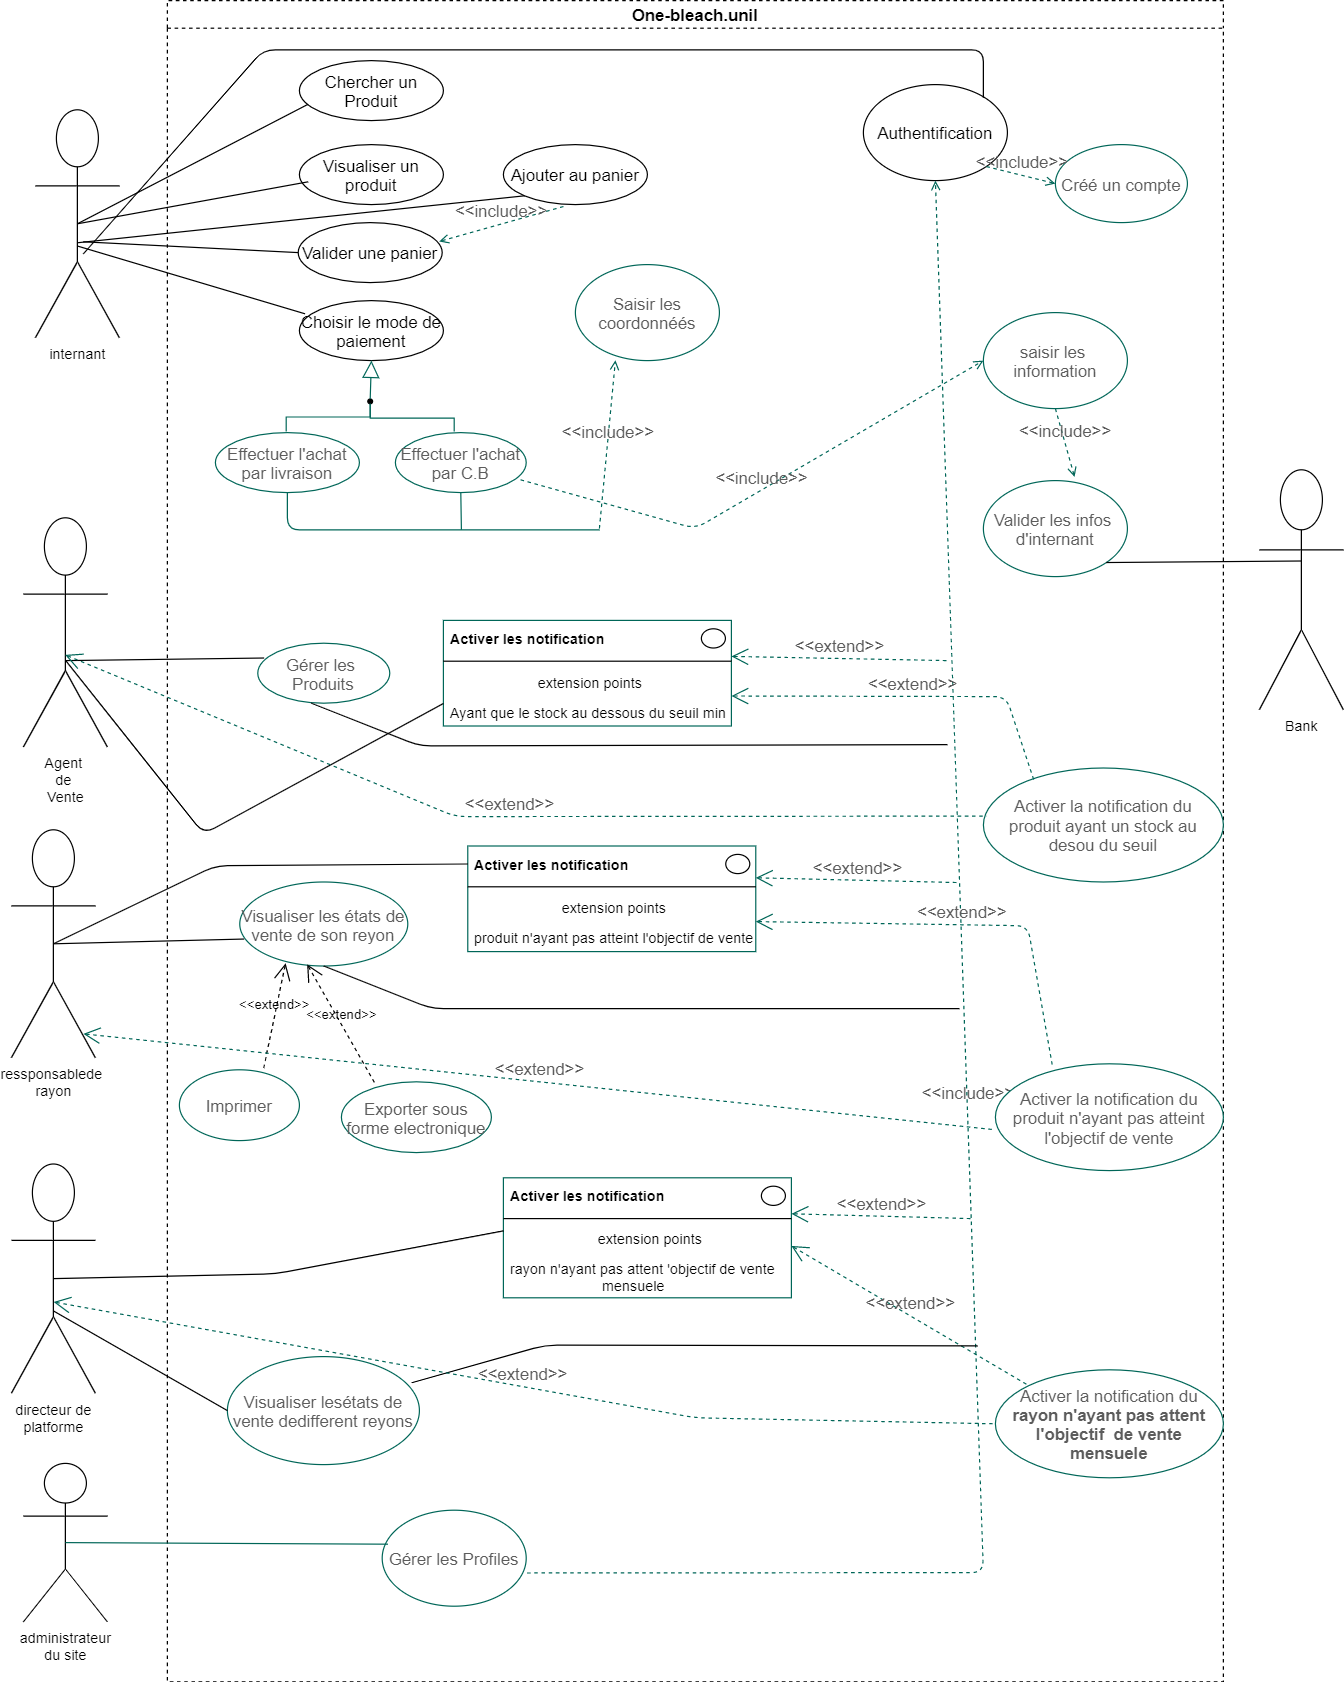 One-bleach.unil
Chercher un
Produit
Authentification
Visualiser un
produit
Ajouter au panier
<<include>>
Créé un compte
<<include>>
Valider une panier
internant
Choisir le mode de
paiement
Saisir les
coordonnéés
saisir les
information
<<include>>
<<include>>
Effectuer l'achat
par livraison
Effectuer l'achat
par C.B
<<include>>
Valider les infos
d'internant
Bank
Activer les notification
extension points
Ayant que le stock au dessous du seuil min
<<extend>>
<<extend>>
Gérer les
Produits
Agent
de
Vente
<<extend>>
Activer la notification du
produit ayant un stock au
desou du seuil
Activer les notification
extension points
produit n'ayant pas atteint l'objectif de vente
<<extend>>
<<extend>>
Visualiser les états de
vente de son reyon
<<extend>>
<<extend>>
ressponsablede
rayon
<<extend>>
<<include>>
Imprimer
Exporter sous
forme electronique
Activer la notification du
produit n'ayant pas atteint
l'objectif de vente
Activer les notification
extension points
rayon n'ayant pas attent 'objectif de vente
mensuele
<<extend>>
<<extend>>
<<extend>>
directeur de
platforme
Visualiser lesétats de
vente dedifferent reyons
Activer la notification du
rayon n'ayant pas attent
l'objectif de vente
mensuele
Gérer les Profiles
administrateur
du site